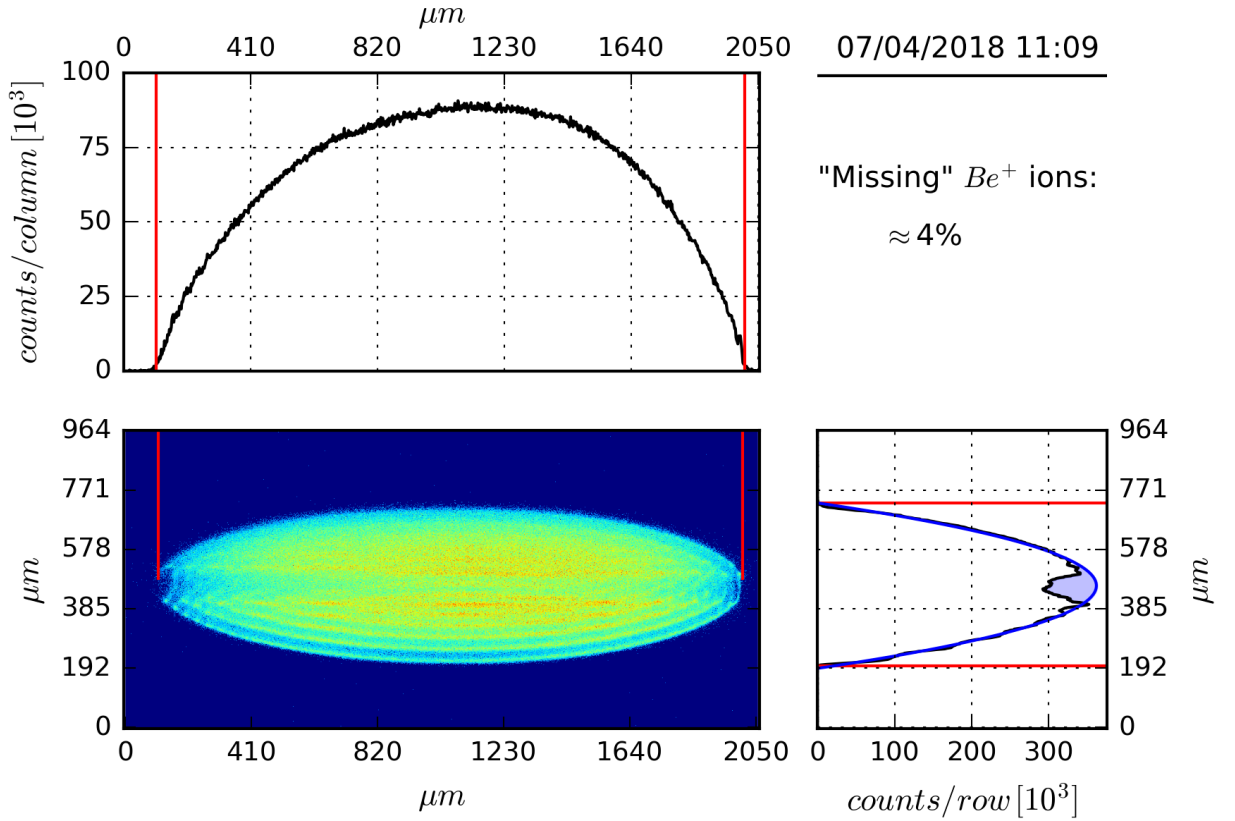 μm
0 410 820 1230 1640 2050
07/04/2018 11:09
counts/column [10³]
100
75
50
25
0
"Missing" Be⁺ ions:
≈ 4%
μm
964
771
578
385
192
0
0 410 820 1230 1640 2050
μm
964
771
578
385
192
0
μm
0 100 200 300
counts/row [10³]